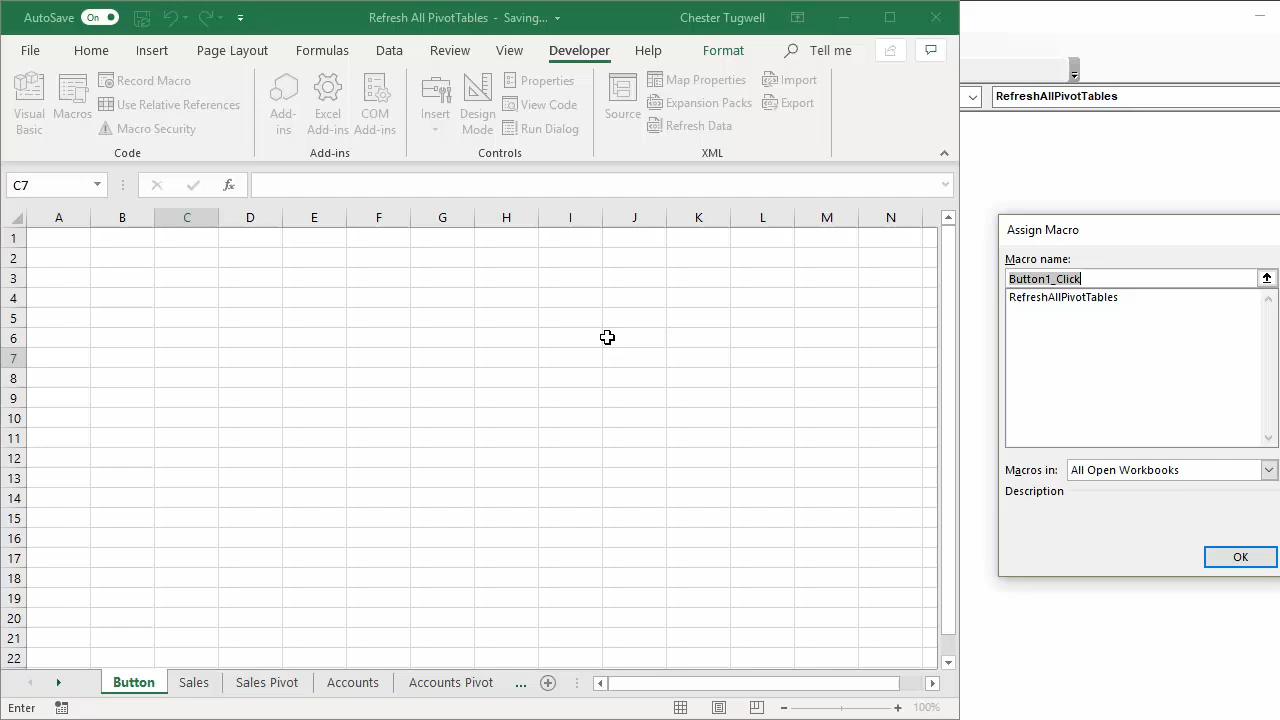 AutoSave On Refresh All PivotTables - Saving... Chester Tugwell
File Home Insert Page Layout Formulas Data Review View Developer Help Format Tell me
Visual Basic
Macros
Record Macro
Use Relative References
Macro Security
Code
Add-ins
Excel Add-ins
COM Add-ins
Add-ins
Insert
Design Mode
Properties
View Code
Run Dialog
Controls
Source
Map Properties
Expansion Packs
Refresh Data
Import
Export
XML
C7 fx
A B C D E F G H I J K L M N
1
2
3
4
5
6
7
8
9
10
11
12
13
14
15
16
17
18
19
20
21
22
Button Sales Sales Pivot Accounts Accounts Pivot ...
Enter 100%
RefreshAllPivotTables
Assign Macro
Macro name:
Button1_Click
RefreshAllPivotTables
Macros in: All Open Workbooks
Description
OK